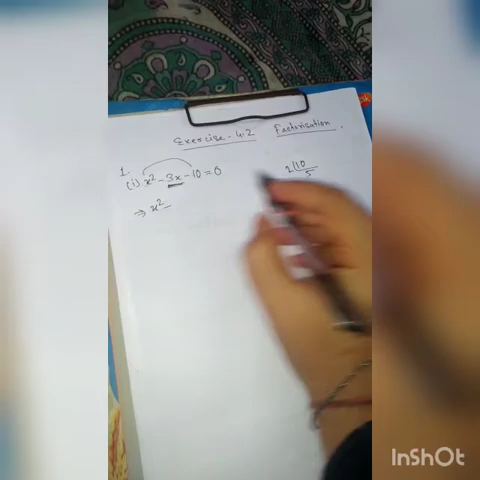 Exercise-4.2 Factorisation.
1.
(i) x² - 3x - 10 = 0
2|10
5
⇒ x² -
InShOt